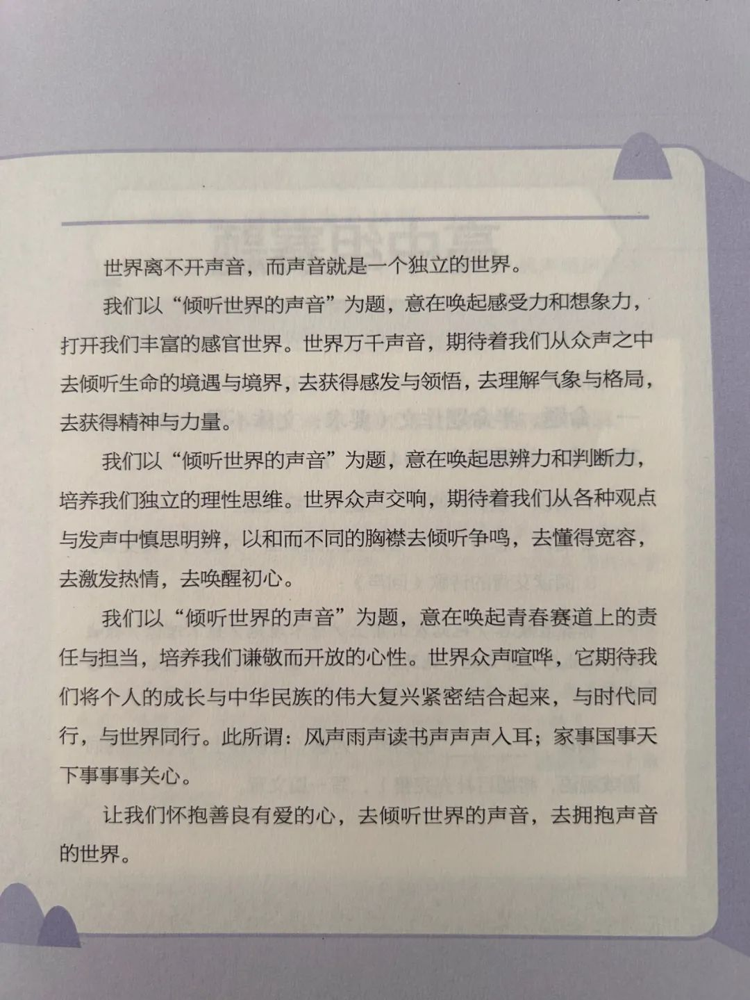 世界离不开声音，而声音就是一个独立的世界。
我们以“倾听世界的声音”为题，意在唤起感受力和想象力，
打开我们丰富的感官世界。世界万千声音，期待着我们从众声之中
去倾听生命的境遇与境界，去获得感发与领悟，去理解气象与格局，
去获得精神与力量。
我们以“倾听世界的声音”为题，意在唤起思辨力和判断力，
培养我们独立的理性思维。世界众声交响，期待着我们从各种观点
与发声中慎思明辨，以和而不同的胸襟去倾听争鸣，去懂得宽容，
去激发热情，去唤醒初心。
我们以“倾听世界的声音”为题，意在唤起青春赛道上的责
任与担当，培养我们谦敬而开放的心性。世界众声喧哗，它期待我
们将个人的成长与中华民族的伟大复兴紧密结合起来，与时代同
行，与世界同行。此所谓：风声雨声读书声声声入耳；家事国事天
下事事事关心。
让我们怀抱善良有爱的心，去倾听世界的声音，去拥抱声音
的世界。